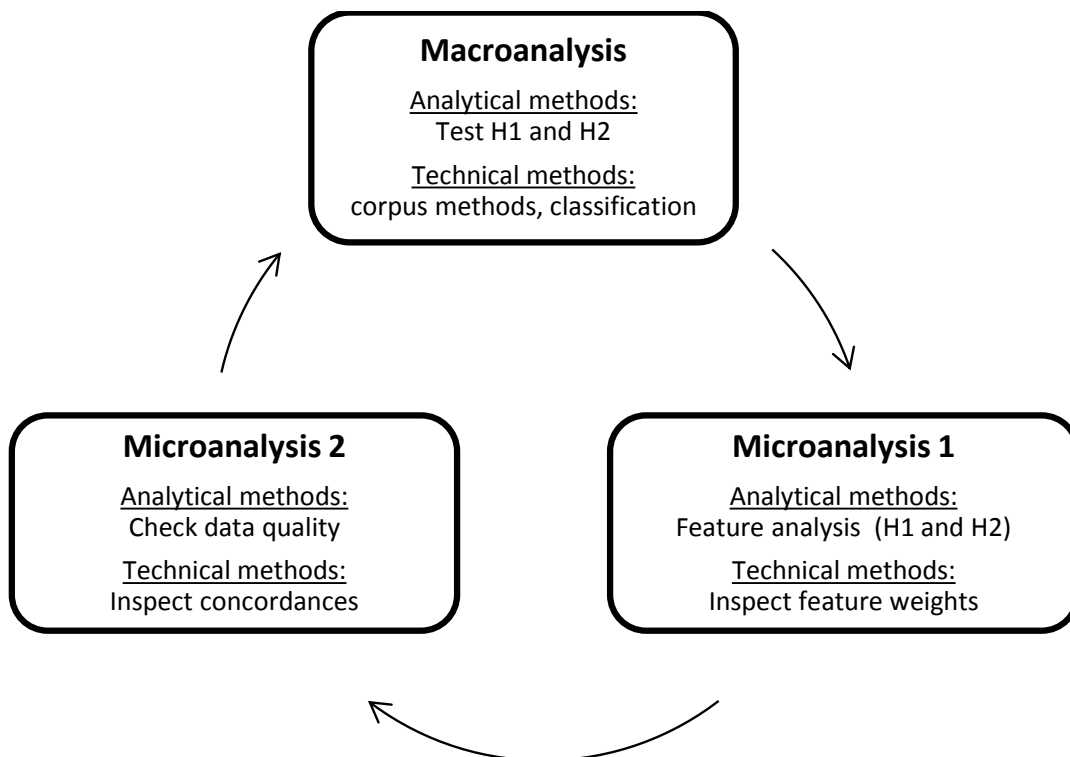 Macroanalysis
Analytical methods:
Test H1 and H2
Technical methods:
corpus methods, classification
Microanalysis 2
Analytical methods:
Check data quality
Technical methods:
Inspect concordances
Microanalysis 1
Analytical methods:
Feature analysis  (H1 and H2)
Technical methods:
Inspect feature weights